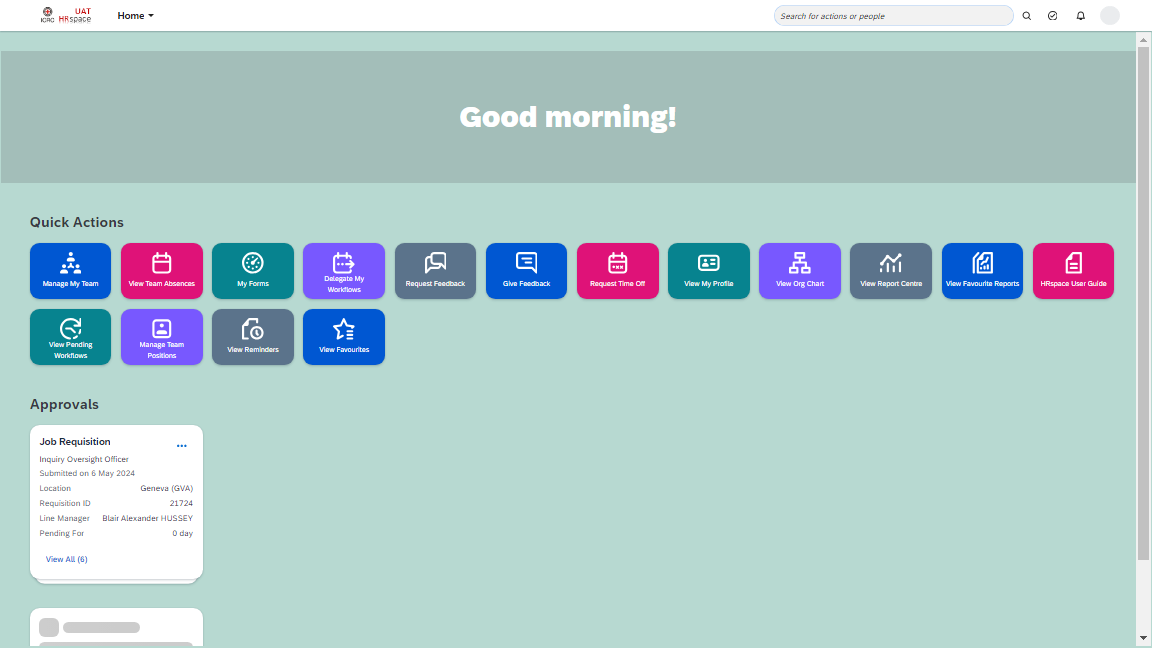 ICRC
UAT
HRspace
Home
Search for actions or people
Good morning!
Quick Actions
Manage My Team
View Team Absences
My Forms
Delegate My
Workflows
Request Feedback
Give Feedback
Request Time Off
View My Profile
View Org Chart
View Report Centre
View Favourite Reports
HRspace User Guide
View Pending
Workflows
Manage Team
Positions
View Reminders
View Favourites
Approvals
Job Requisition
Inquiry Oversight Officer
Submitted on 6 May 2024
Location Geneva (GVA)
Requisition ID 21724
Line Manager Blair Alexander HUSSEY
Pending For 0 day
View All (6)